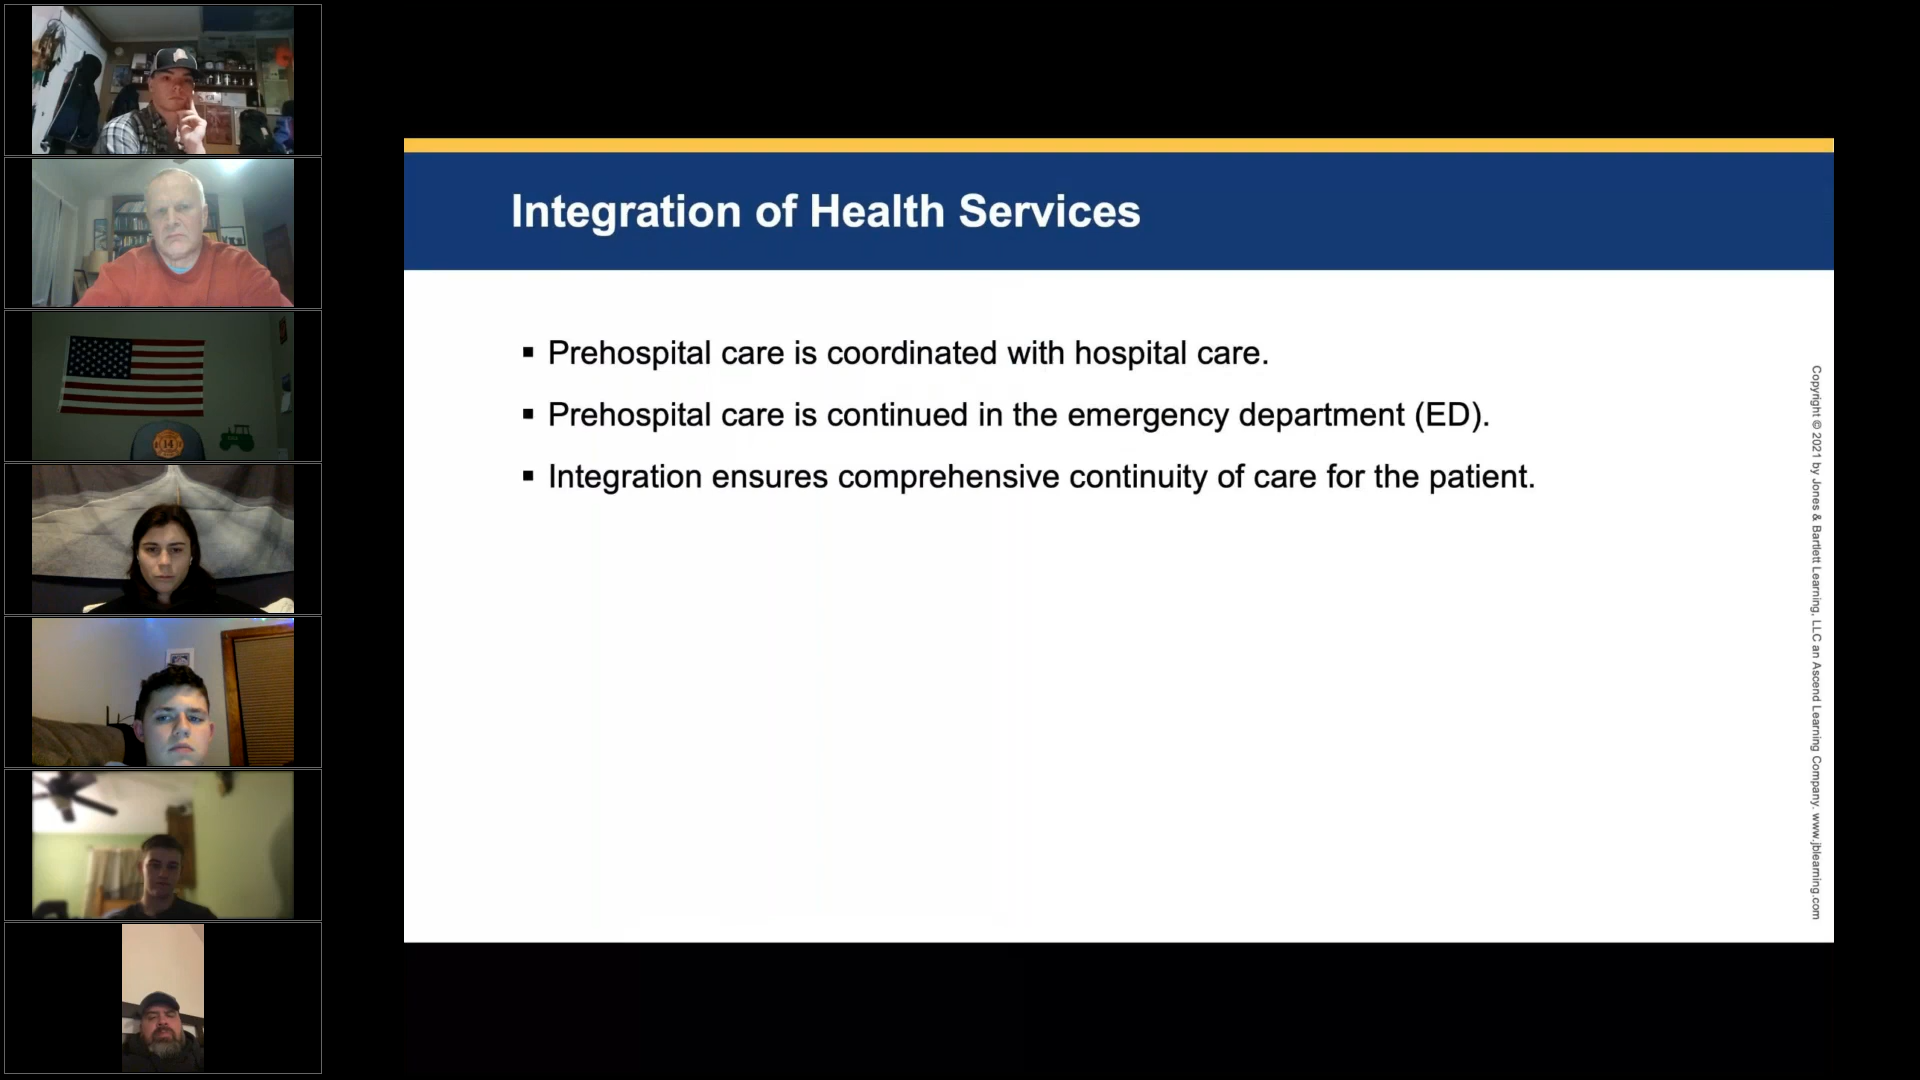 Integration of Health Services
▪ Prehospital care is coordinated with hospital care.
▪ Prehospital care is continued in the emergency department (ED).
▪ Integration ensures comprehensive continuity of care for the patient.
Copyright © 2021 by Jones & Bartlett Learning, LLC an Ascend Learning Company. www.jblearning.com
14